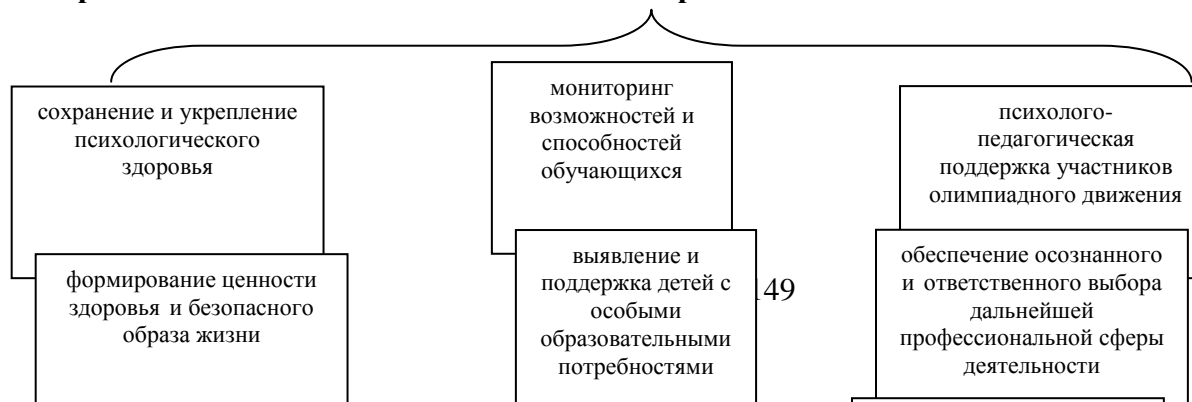 сохранение и укрепление
психологического
здоровья
мониторинг
возможностей и
способностей
обучающихся
психолого-
педагогическая
поддержка участников
олимпиадного движения
формирование ценности
здоровья и безопасного
образа жизни
выявление и
поддержка детей с
особыми
образовательными
потребностями
149
обеспечение осознанного
и ответственного выбора
дальнейшей
профессиональной сферы
деятельности